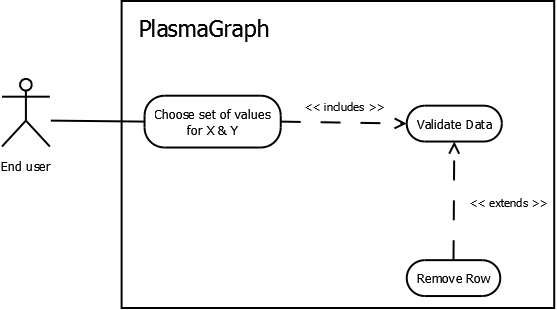 PlasmaGraph
Choose set of values
for X & Y
<< includes >>
Validate Data
End user
<< extends >>
Remove Row